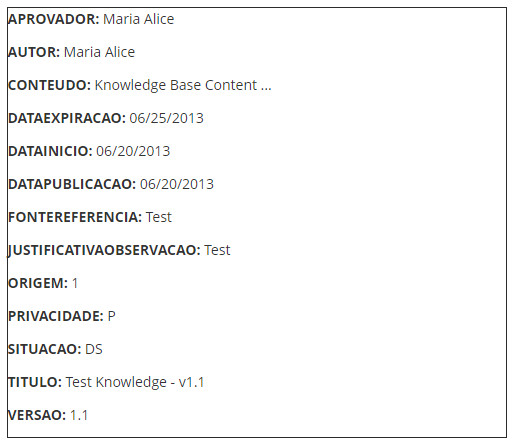 APROVADOR: Maria Alice
AUTOR: Maria Alice
CONTEUDO: Knowledge Base Content ...
DATAEXPIRACAO: 06/25/2013
DATAINICIO: 06/20/2013
DATAPUBLICACAO: 06/20/2013
FONTEREFERENCIA: Test
JUSTIFICATIVAOBSERVACAO: Test
ORIGEM: 1
PRIVACIDADE: P
SITUACAO: DS
TITULO: Test Knowledge - v1.1
VERSAO: 1.1